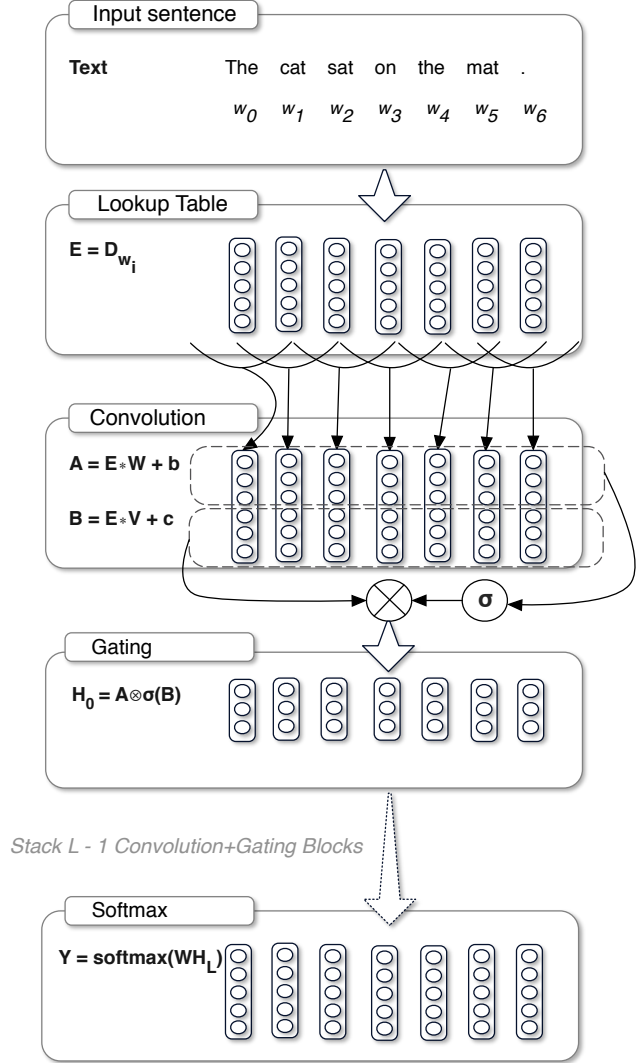 Input sentence
Text The cat sat on the mat .
w0 w1 w2 w3 w4 w5 w6
Lookup Table
E = Dwi
Convolution
A = E*W + b
B = E*V + c
σ
Gating
H0 = A⊗σ(B)
Stack L - 1 Convolution+Gating Blocks
Softmax
Y = softmax(WHL)